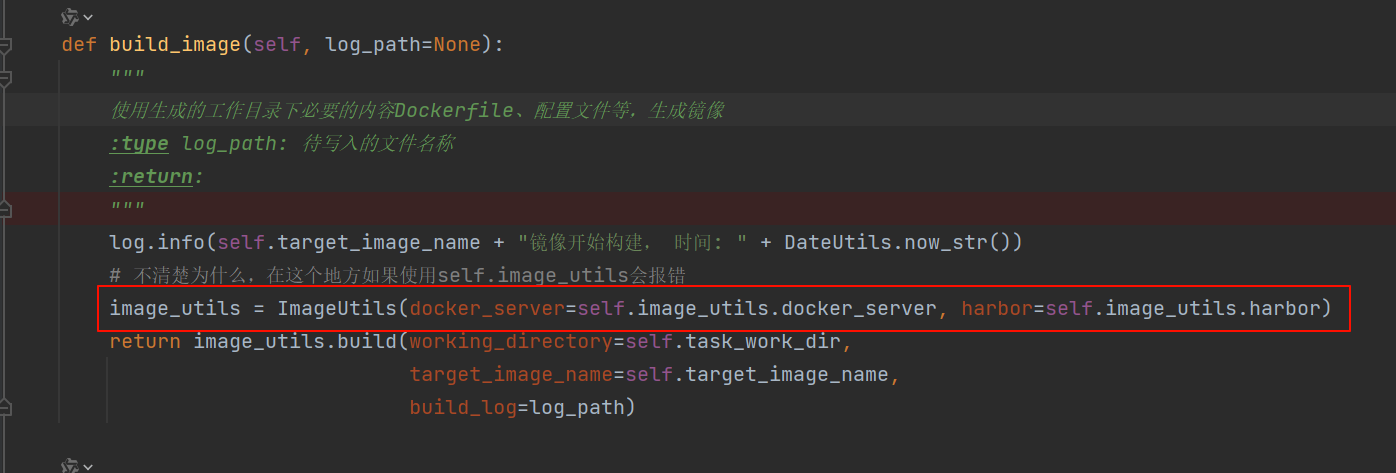 def build_image(self, log_path=None):
"""
使用生成的工作目录下必要的内容Dockerfile、配置文件等，生成镜像
:type log_path: 待写入的文件名称
:return:
"""
log.info(self.target_image_name + "镜像开始构建， 时间: " + DateUtils.now_str())
# 不清楚为什么，在这个地方如果使用self.image_utils会报错
image_utils = ImageUtils(docker_server=self.image_utils.docker_server, harbor=self.image_utils.harbor)
return image_utils.build(working_directory=self.task_work_dir,
target_image_name=self.target_image_name,
build_log=log_path)